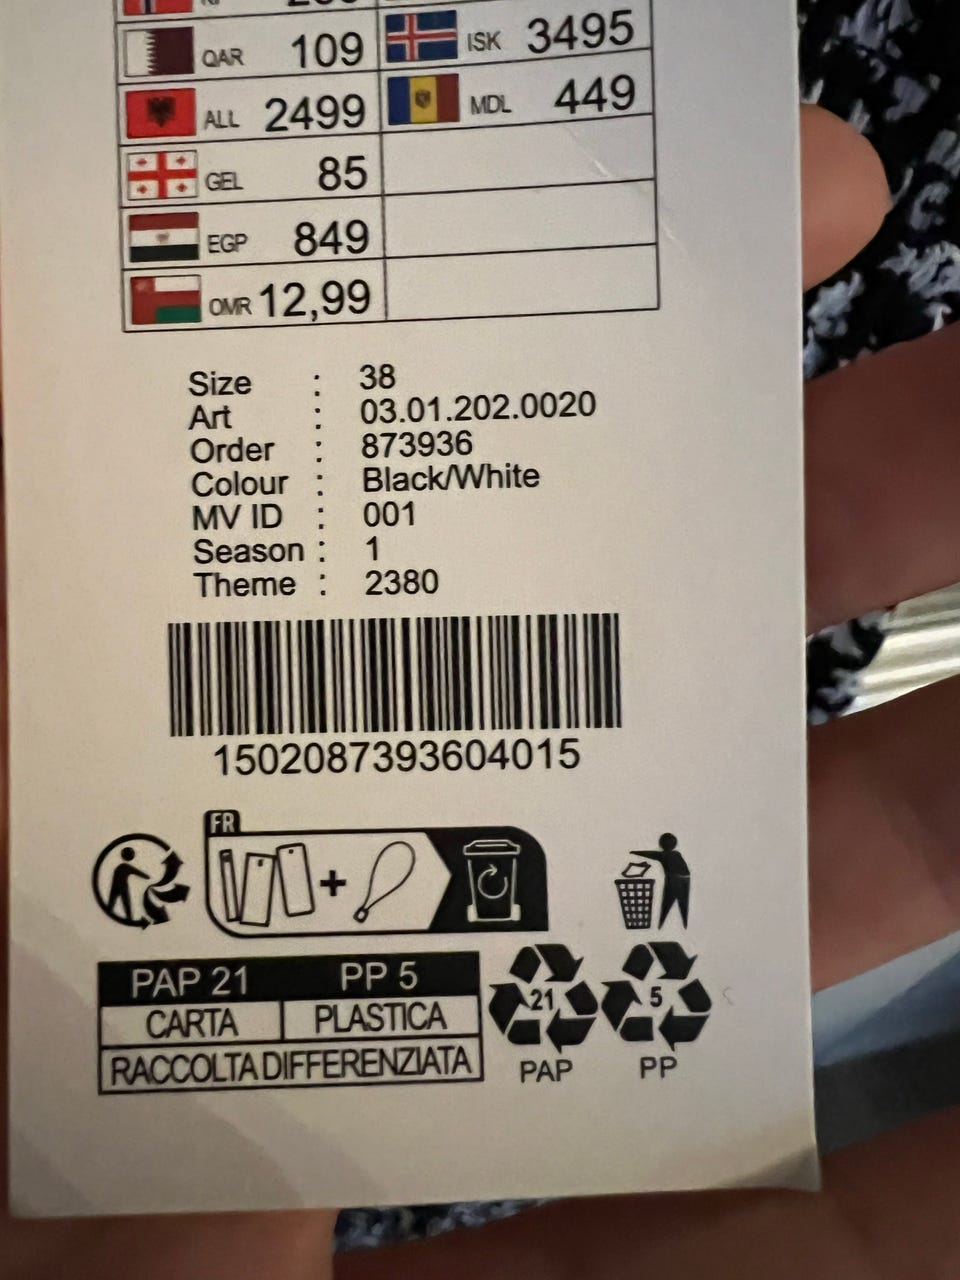 QAR 109 ISK 3495
ALL 2499 MDL 449
GEL 85
EGP 849
OMR 12,99
Size : 38
Art : 03.01.202.0020
Order : 873936
Colour : Black/White
MV ID : 001
Season : 1
Theme : 2380
1502087393604015
FR
PAP 21 PP 5
CARTA PLASTICA
RACCOLTA DIFFERENZIATA
21 5
PAP PP